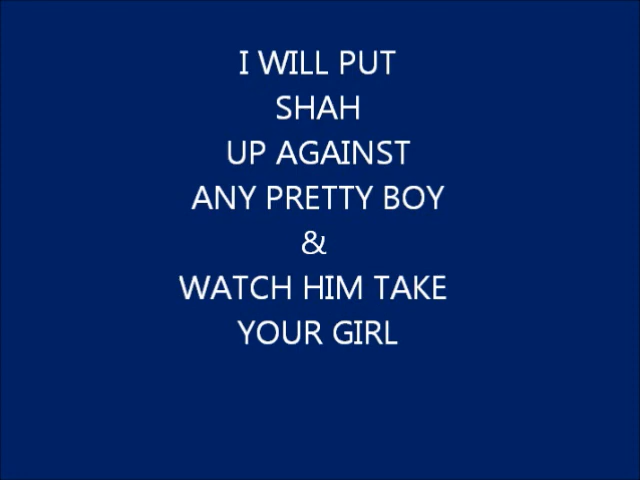 I WILL PUT
SHAH
UP AGAINST
ANY PRETTY BOY
&
WATCH HIM TAKE
YOUR GIRL